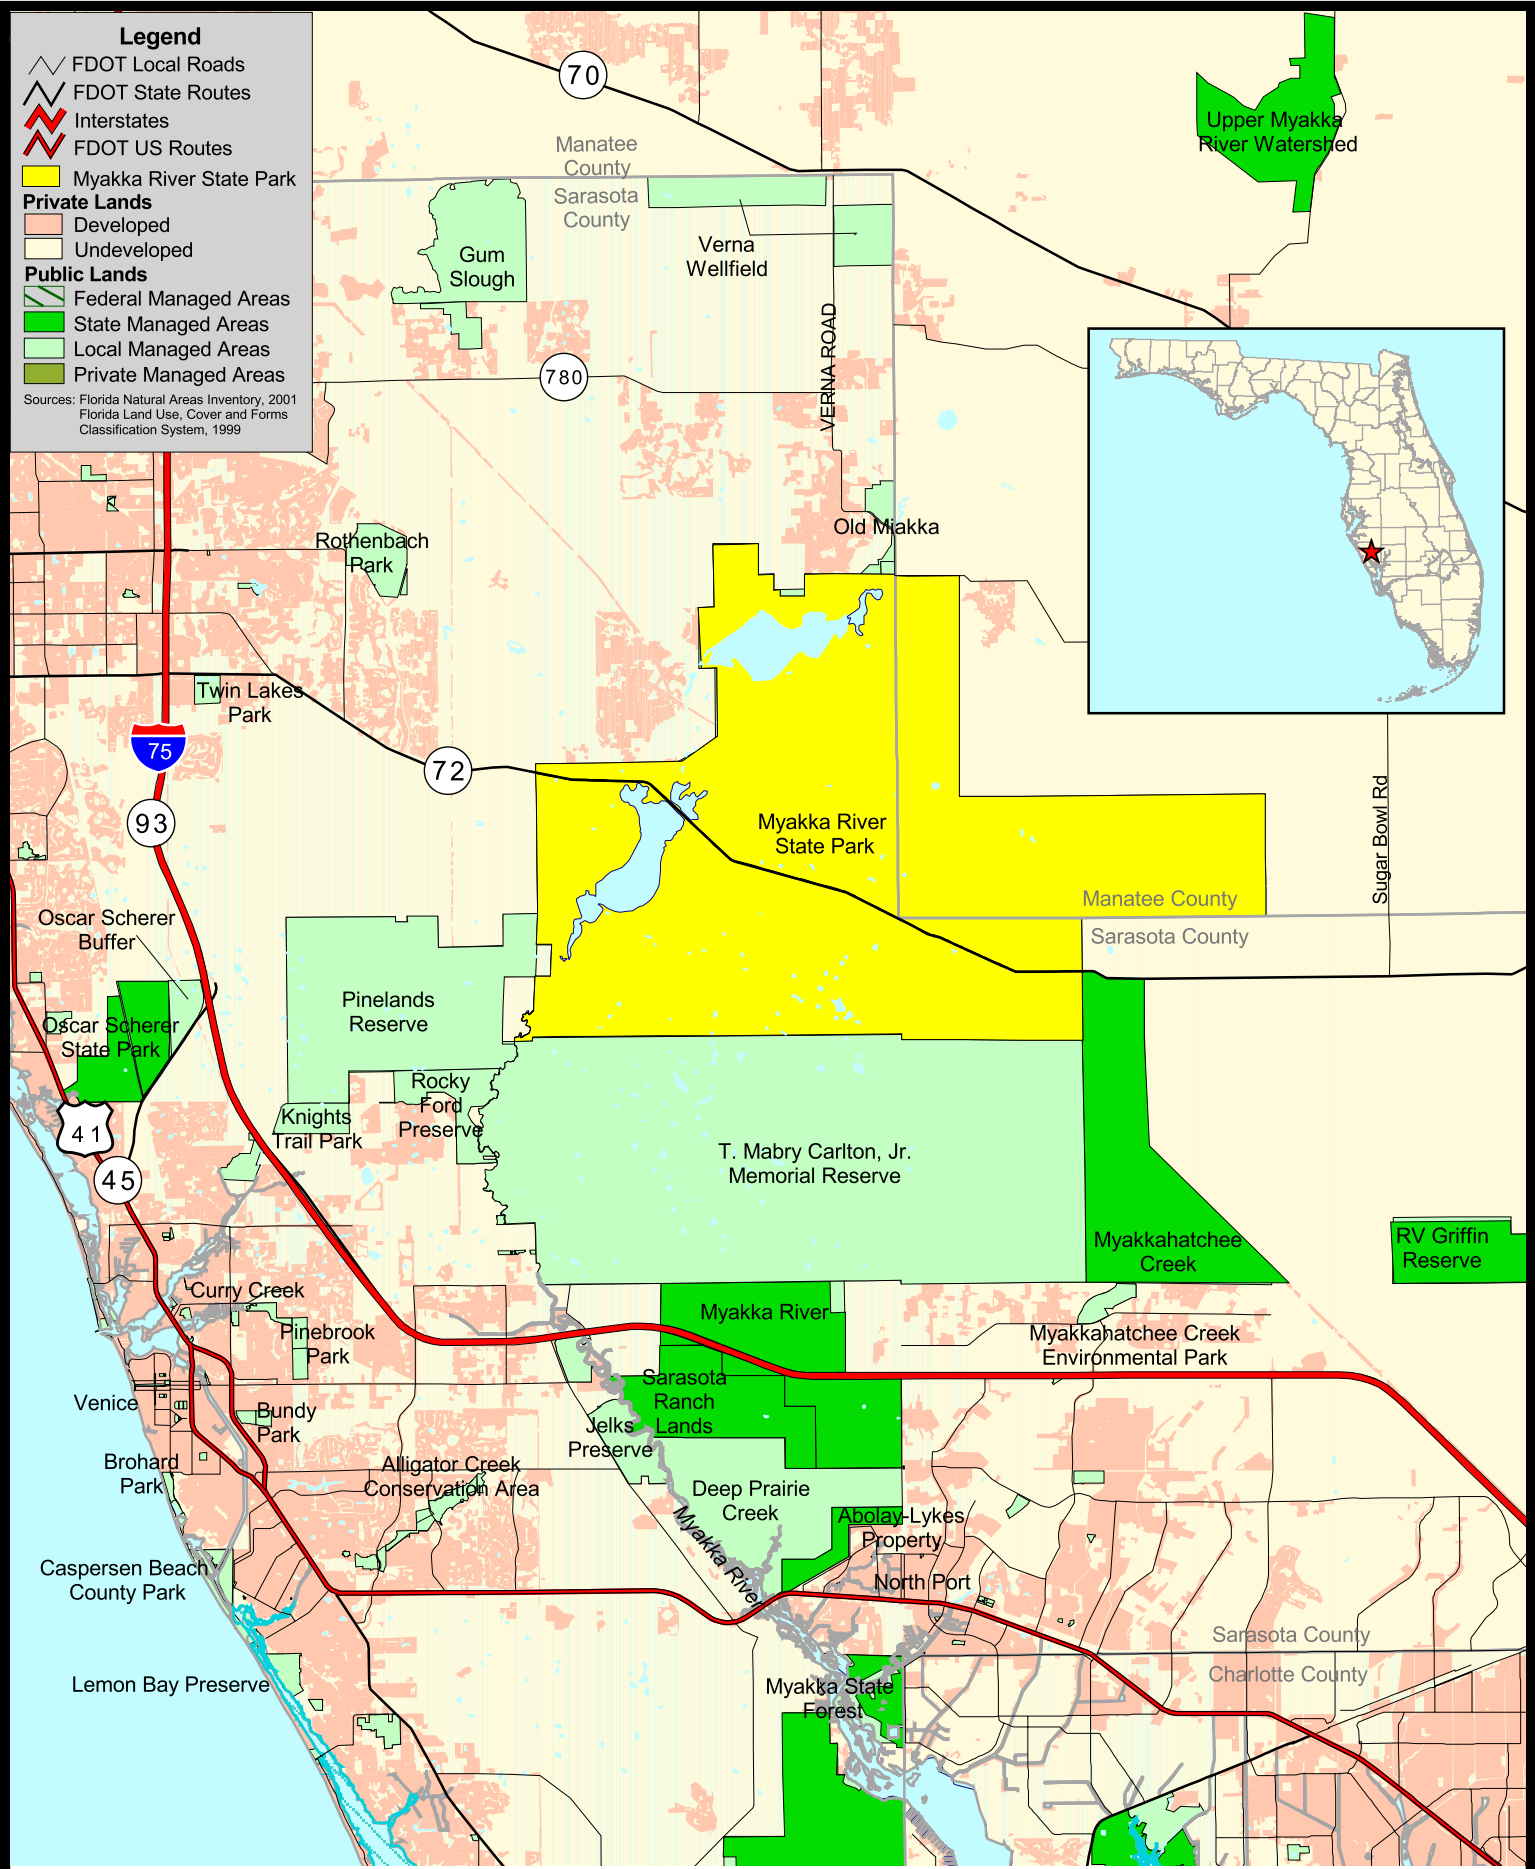 Legend
FDOT Local Roads
FDOT State Routes
Interstates
FDOT US Routes
Myakka River State Park
Private Lands
Developed
Undeveloped
Public Lands
Federal Managed Areas
State Managed Areas
Local Managed Areas
Private Managed Areas
Sources: Florida Natural Areas Inventory, 2001
Florida Land Use, Cover and Forms
Classification System, 1999
70
Manatee
County
Sarasota
County
Upper Myakka
River Watershed
Gum
Slough
Verna
Wellfield
VERNA ROAD
780
Old Miakka
Rothenbach
Park
Twin Lakes
Park
75
72
93
Myakka River
State Park
Sugar Bowl Rd
Manatee County
Sarasota County
Oscar Scherer
Buffer
Pinelands
Reserve
Oscar Scherer
State Park
Rocky
Ford
Preserve
Knights
Trail Park
41
45
T. Mabry Carlton, Jr.
Memorial Reserve
Myakkahatchee
Creek
RV Griffin
Reserve
Curry Creek
Myakka River
Pinebrook
Park
Myakkahatchee Creek
Environmental Park
Sarasota
Ranch
Lands
Venice
Bundy
Park
Jelks
Preserve
Brohard
Park
Alligator Creek
Conservation Area
Deep Prairie
Creek
Abolay-Lykes
Property
Myakka River
Caspersen Beach
County Park
North Port
Sarasota County
Charlotte County
Lemon Bay Preserve
Myakka State
Forest